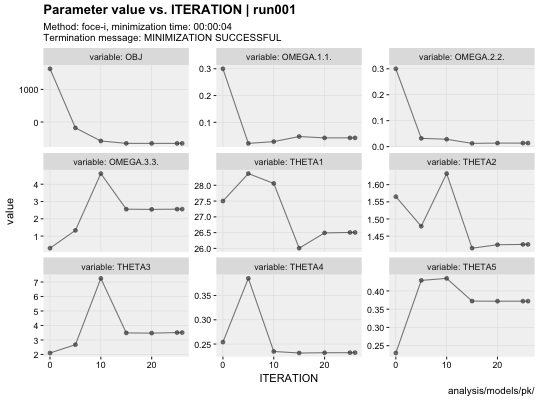 Parameter value vs. ITERATION | run001
Method: foce-i, minimization time: 00:00:04
Termination message: MINIMIZATION SUCCESSFUL
variable: OBJ
variable: OMEGA.1.1.
variable: OMEGA.2.2.
1000
0
0.3
0.2
0.1
0.3
0.2
0.1
0.0
variable: OMEGA.3.3.
variable: THETA1
variable: THETA2
4
3
2
1
28.0
27.5
27.0
26.5
26.0
1.60
1.55
1.50
1.45
variable: THETA3
variable: THETA4
variable: THETA5
7
6
5
4
3
2
0.35
0.30
0.25
0.40
0.35
0.30
0.25
0 10 20
0 10 20
0 10 20
value
ITERATION
analysis/models/pk/